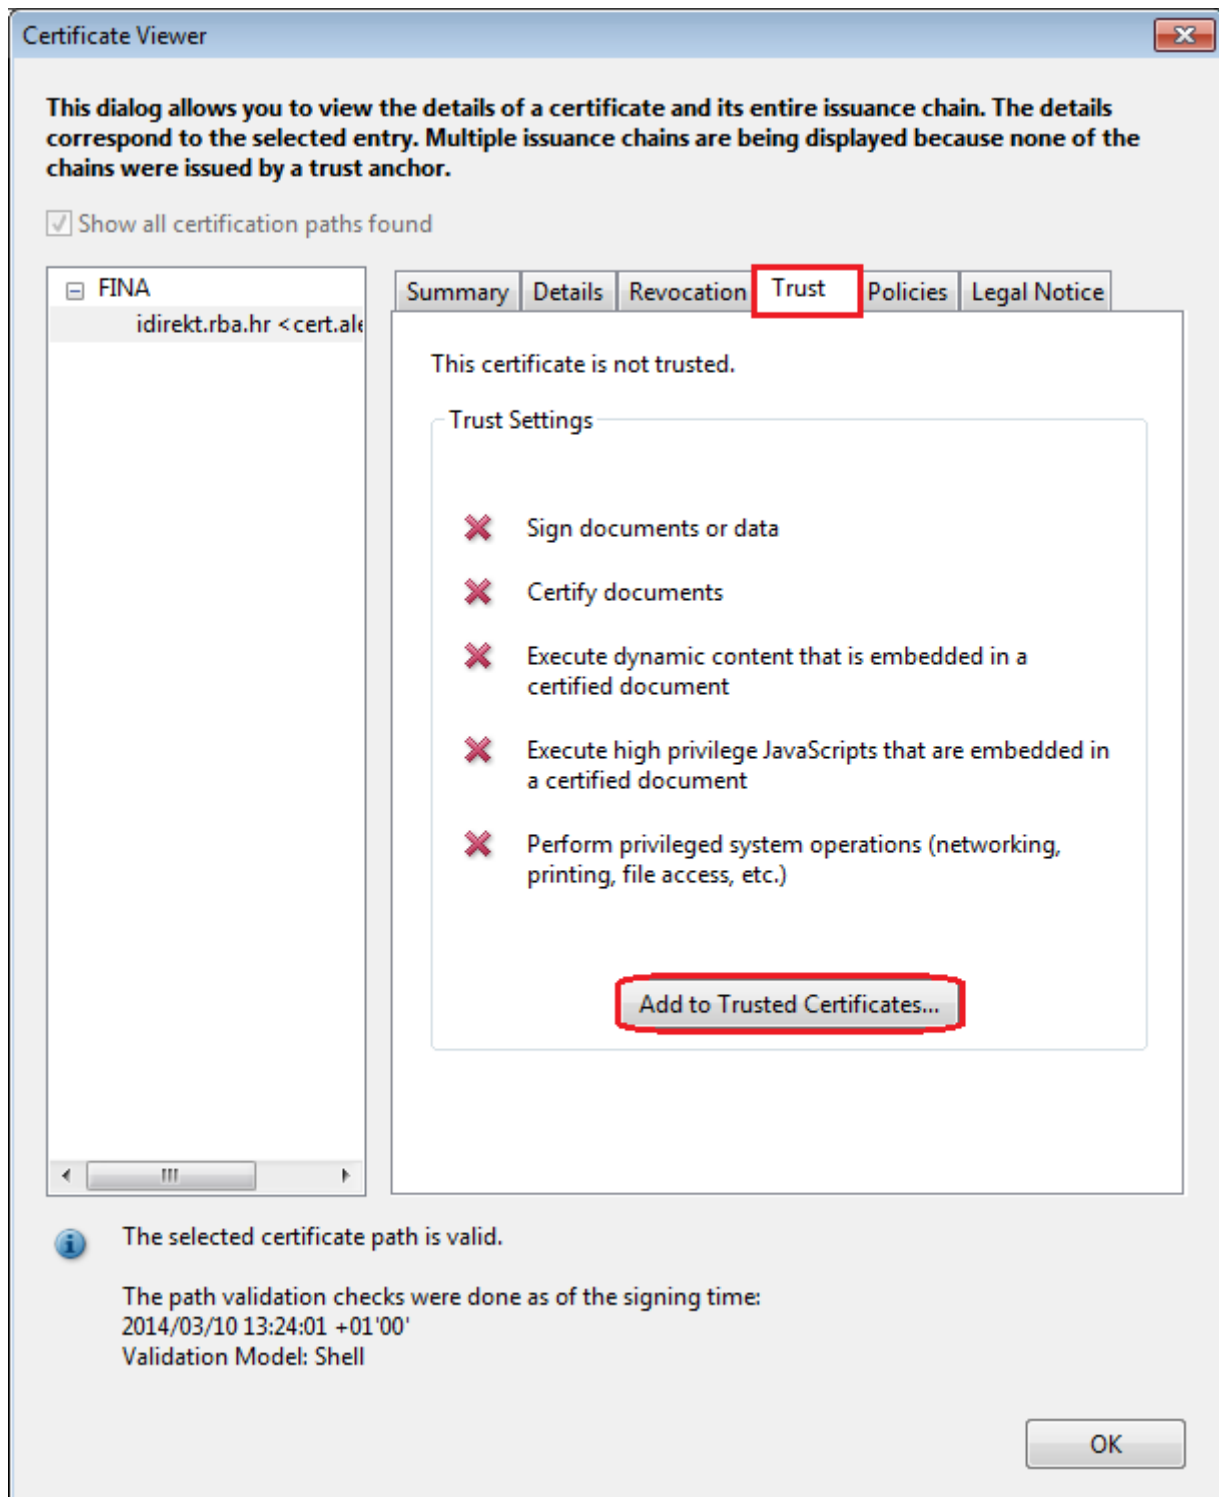 Certificate Viewer
This dialog allows you to view the details of a certificate and its entire issuance chain. The details
correspond to the selected entry. Multiple issuance chains are being displayed because none of the
chains were issued by a trust anchor.
Show all certification paths found
FINA
idirekt.rba.hr <cert.ale
Summary Details Revocation Trust Policies Legal Notice
This certificate is not trusted.
Trust Settings
Sign documents or data
Certify documents
Execute dynamic content that is embedded in a
certified document
Execute high privilege JavaScripts that are embedded in
a certified document
Perform privileged system operations (networking,
printing, file access, etc.)
Add to Trusted Certificates...
The selected certificate path is valid.
The path validation checks were done as of the signing time:
2014/03/10 13:24:01 +01'00'
Validation Model: Shell
OK